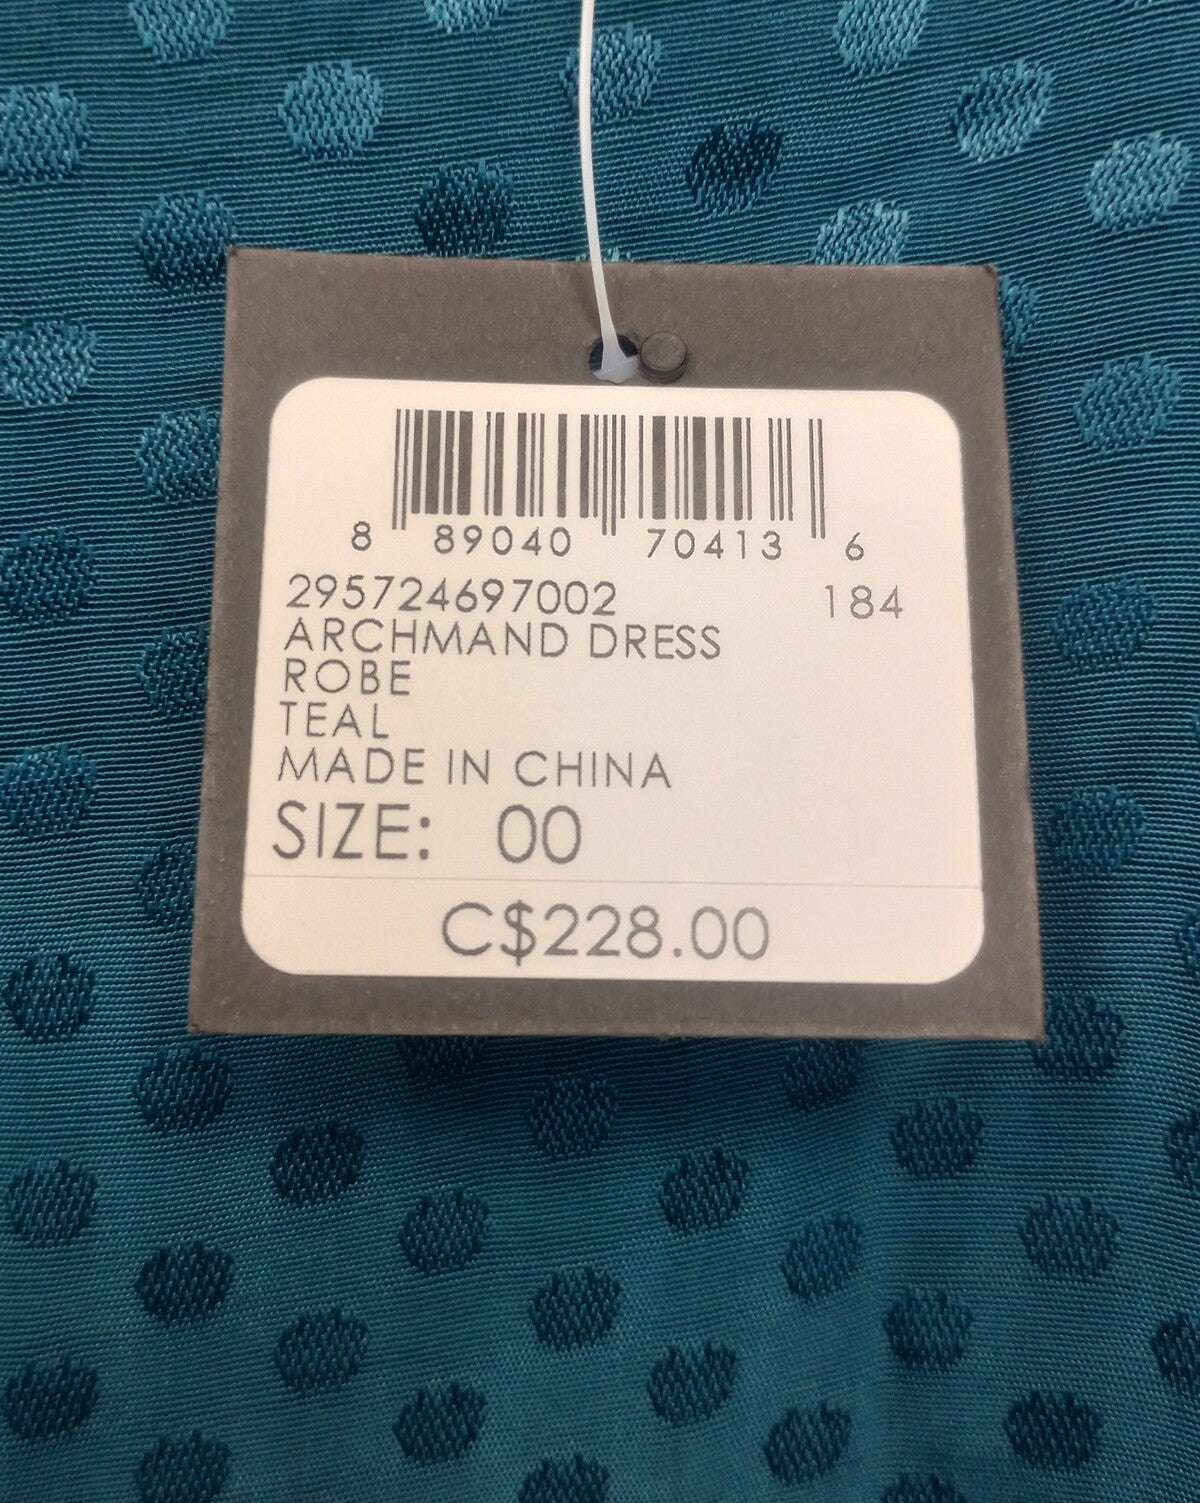 8 89040 70413 6
295724697002 184
ARCHMAND DRESS
ROBE
TEAL
MADE IN CHINA
SIZE: 00
C$228.00